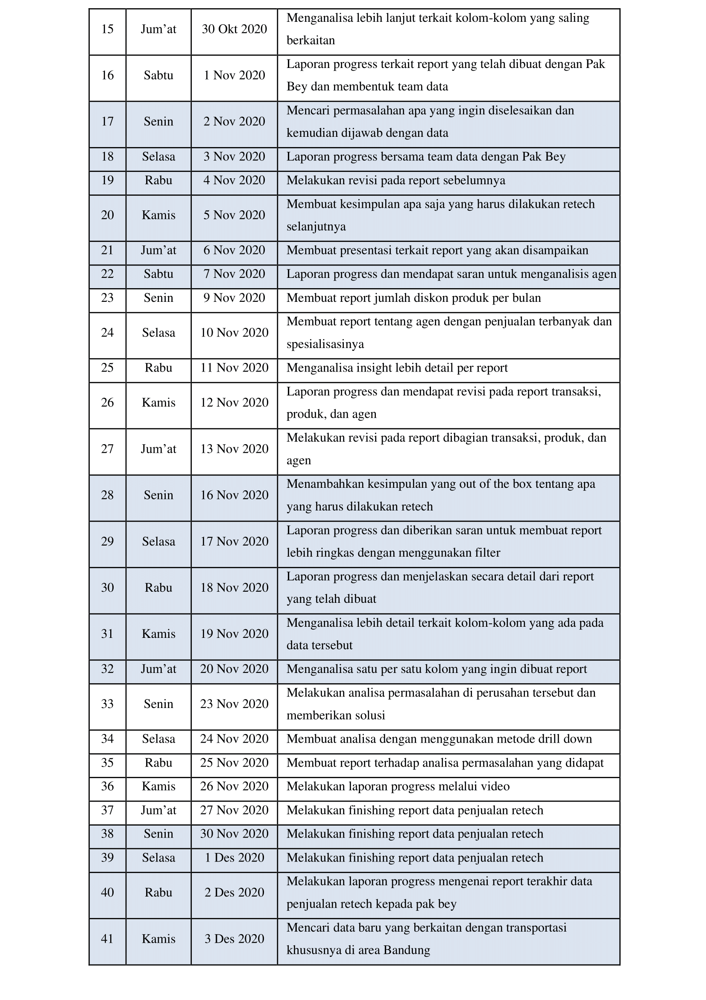 15 Jum’at 30 Okt 2020 Menganalisa lebih lanjut terkait kolom-kolom yang saling
berkaitan
16 Sabtu 1 Nov 2020 Laporan progress terkait report yang telah dibuat dengan Pak
Bey dan membentuk team data
17 Senin 2 Nov 2020 Mencari permasalahan apa yang ingin diselesaikan dan
kemudian dijawab dengan data
18 Selasa 3 Nov 2020 Laporan progress bersama team data dengan Pak Bey
19 Rabu 4 Nov 2020 Melakukan revisi pada report sebelumnya
20 Kamis 5 Nov 2020 Membuat kesimpulan apa saja yang harus dilakukan retech
selanjutnya
21 Jum’at 6 Nov 2020 Membuat presentasi terkait report yang akan disampaikan
22 Sabtu 7 Nov 2020 Laporan progress dan mendapat saran untuk menganalisis agen
23 Senin 9 Nov 2020 Membuat report jumlah diskon produk per bulan
24 Selasa 10 Nov 2020 Membuat report tentang agen dengan penjualan terbanyak dan
spesialisasinya
25 Rabu 11 Nov 2020 Menganalisa insight lebih detail per report
26 Kamis 12 Nov 2020 Laporan progress dan mendapat revisi pada report transaksi,
produk, dan agen
27 Jum’at 13 Nov 2020 Melakukan revisi pada report dibagian transaksi, produk, dan
agen
28 Senin 16 Nov 2020 Menambahkan kesimpulan yang out of the box tentang apa
yang harus dilakukan retech
29 Selasa 17 Nov 2020 Laporan progress dan diberikan saran untuk membuat report
lebih ringkas dengan menggunakan filter
30 Rabu 18 Nov 2020 Laporan progress dan menjelaskan secara detail dari report
yang telah dibuat
31 Kamis 19 Nov 2020 Menganalisa lebih detail terkait kolom-kolom yang ada pada
data tersebut
32 Jum’at 20 Nov 2020 Menganalisa satu per satu kolom yang ingin dibuat report
33 Senin 23 Nov 2020 Melakukan analisa permasalahan di perusahan tersebut dan
memberikan solusi
34 Selasa 24 Nov 2020 Membuat analisa dengan menggunakan metode drill down
35 Rabu 25 Nov 2020 Membuat report terhadap analisa permasalahan yang didapat
36 Kamis 26 Nov 2020 Melakukan laporan progress melalui video
37 Jum’at 27 Nov 2020 Melakukan finishing report data penjualan retech
38 Senin 30 Nov 2020 Melakukan finishing report data penjualan retech
39 Selasa 1 Des 2020 Melakukan finishing report data penjualan retech
40 Rabu 2 Des 2020 Melakukan laporan progress mengenai report terakhir data
penjualan retech kepada pak bey
41 Kamis 3 Des 2020 Mencari data baru yang berkaitan dengan transportasi
khususnya di area Bandung